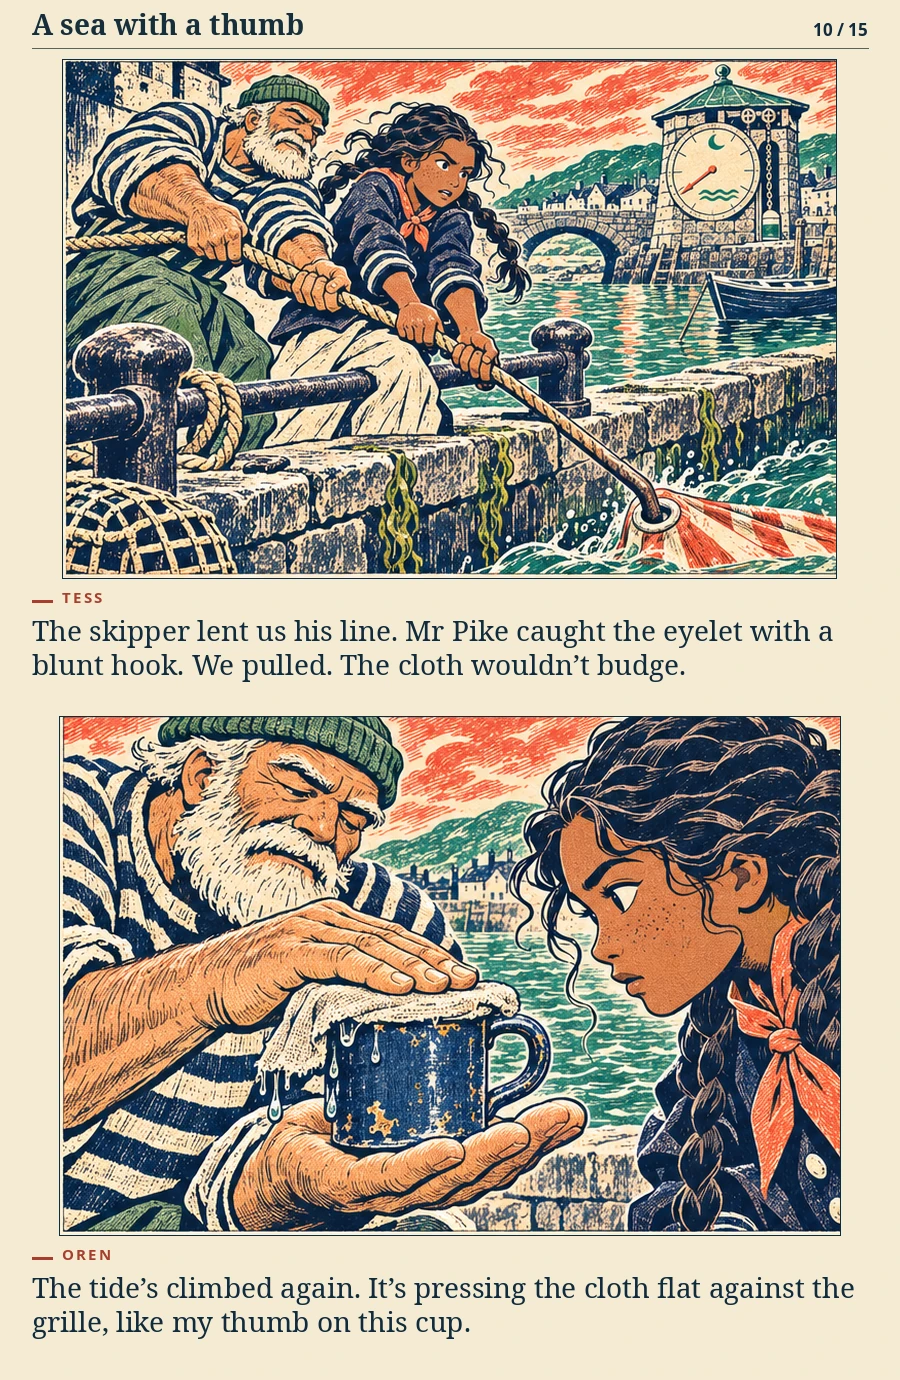 A sea with a thumb
10 / 15
TESS
The skipper lent us his line. Mr Pike caught the eyelet with a
blunt hook. We pulled. The cloth wouldn’t budge.
OREN
The tide’s climbed again. It’s pressing the cloth flat against the
grille, like my thumb on this cup.